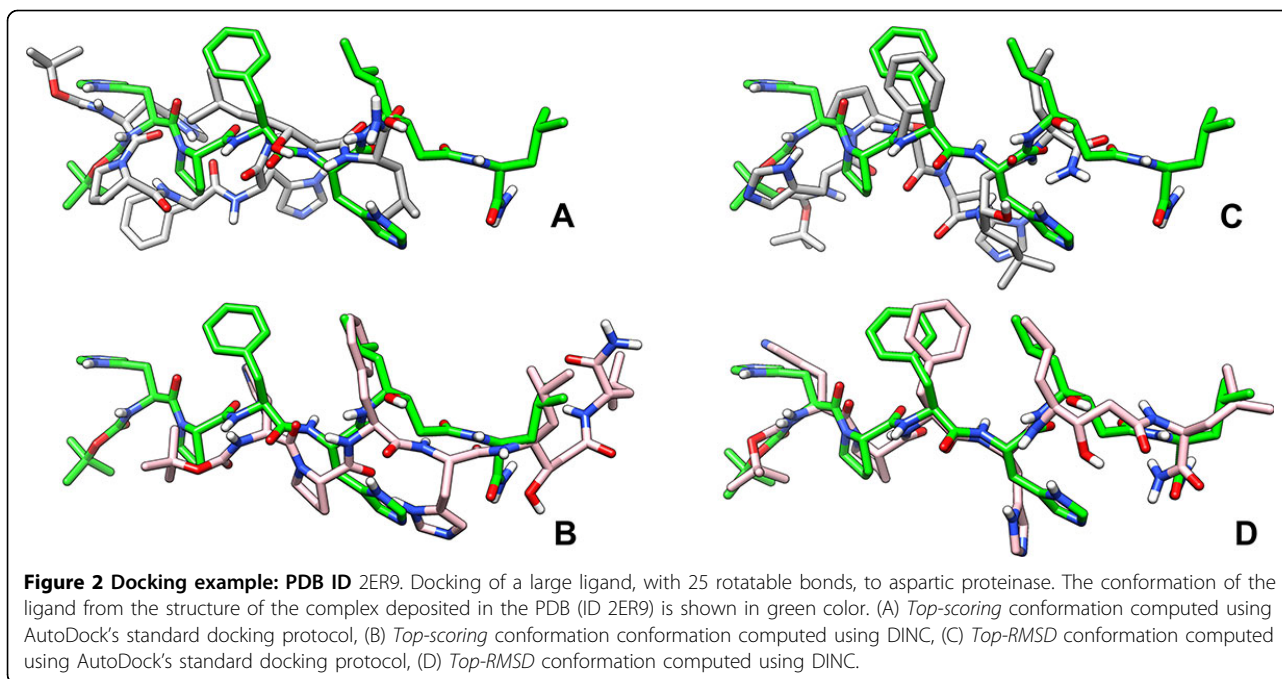 A
C
B
D
Figure 2 Docking example: PDB ID 2ER9. Docking of a large ligand, with 25 rotatable bonds, to aspartic proteinase. The conformation of the
ligand from the structure of the complex deposited in the PDB (ID 2ER9) is shown in green color. (A) Top-scoring conformation computed using
AutoDock's standard docking protocol, (B) Top-scoring conformation conformation computed using DINC, (C) Top-RMSD conformation computed
using AutoDock's standard docking protocol, (D) Top-RMSD conformation computed using DINC.